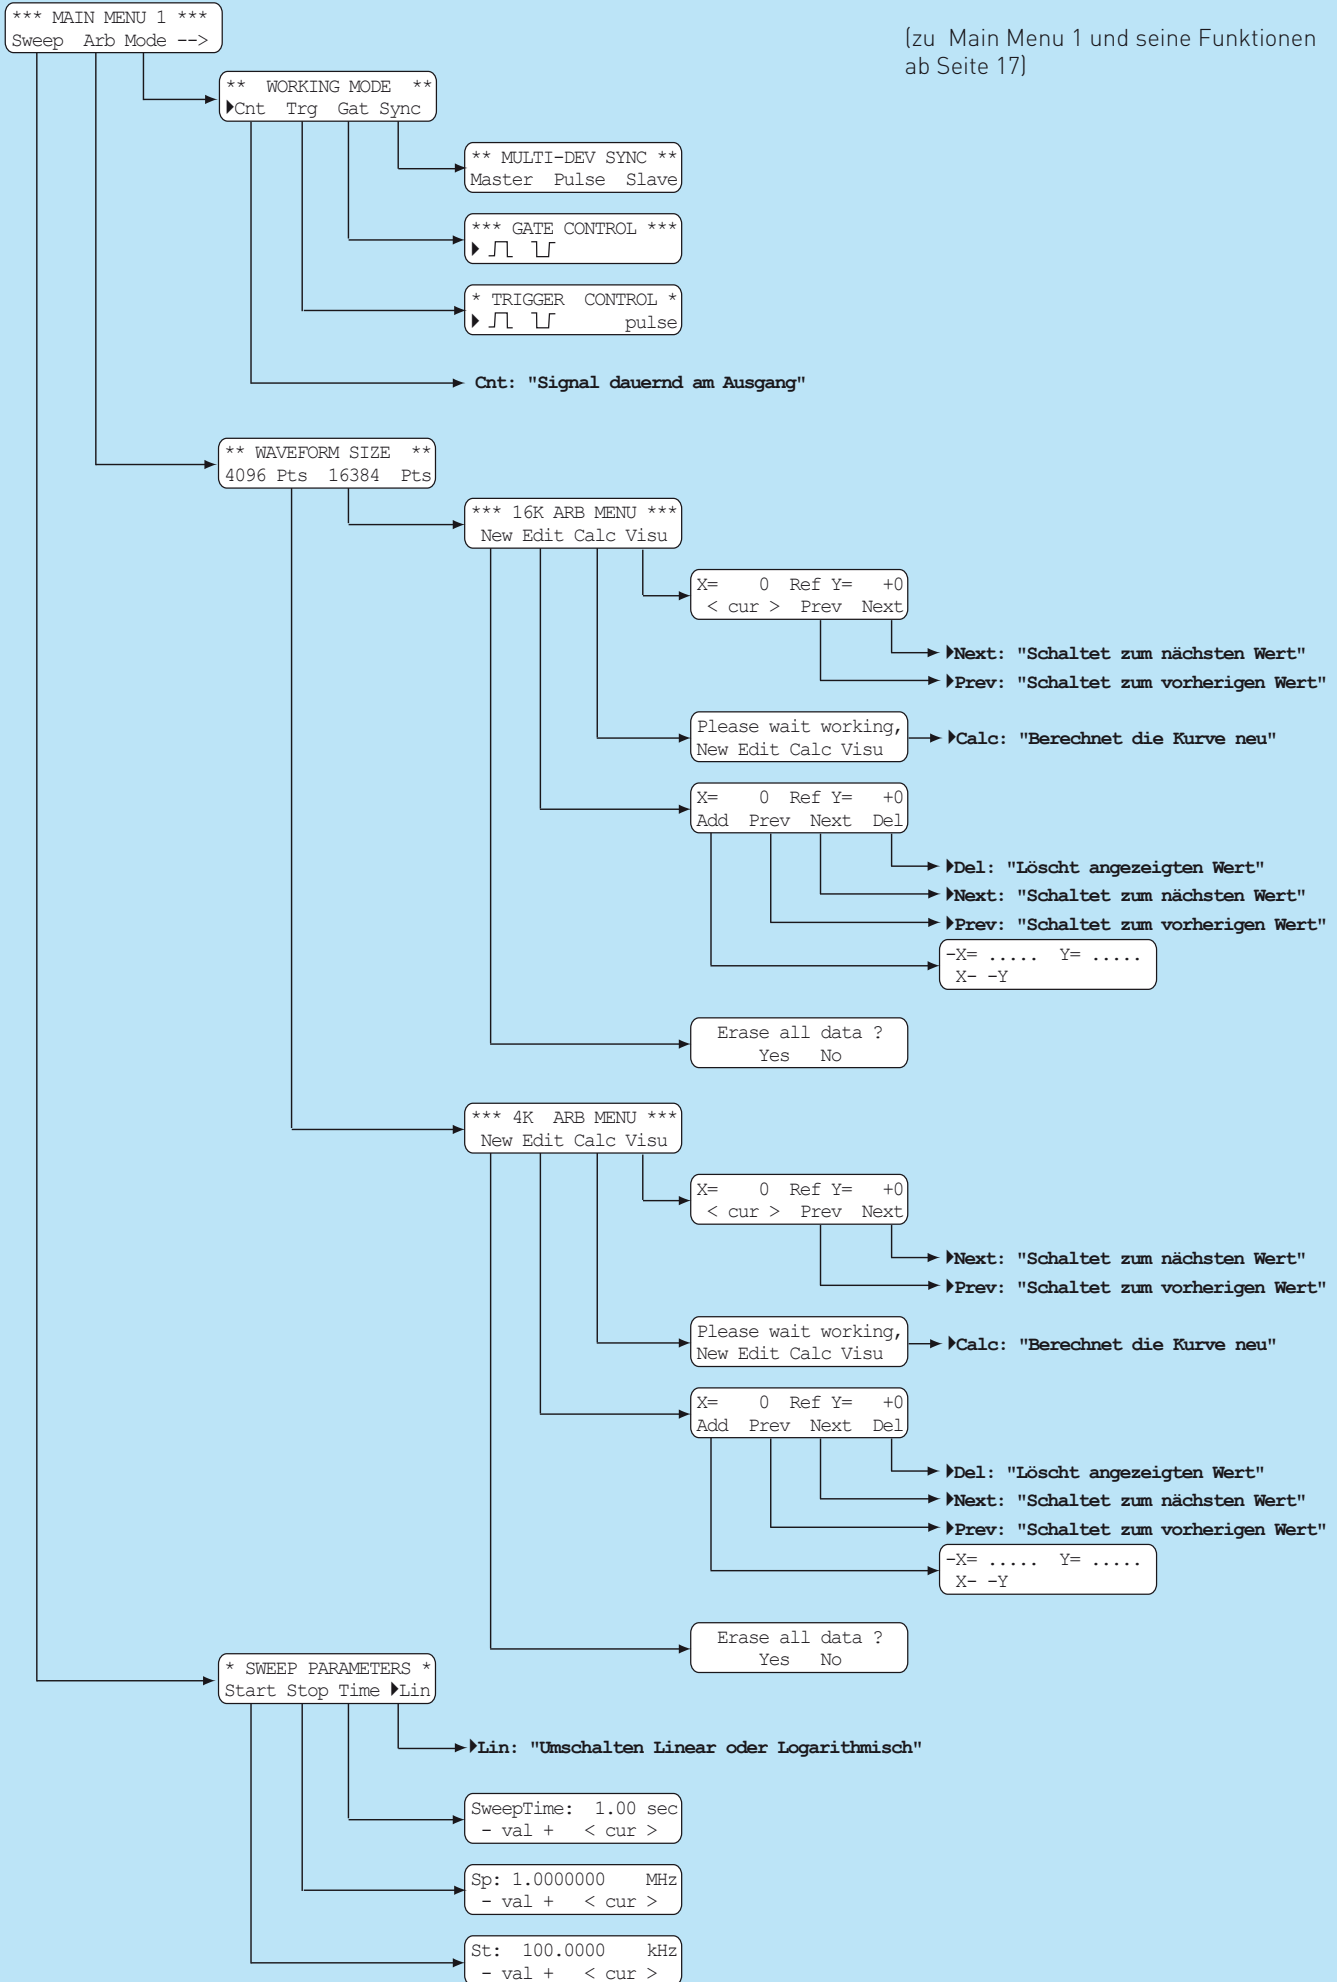 *** MAIN MENU 1 ***
Sweep Arb Mode -->
(zu Main Menu 1 und seine Funktionen
ab Seite 17)
** WORKING MODE **
Cnt Trg Gat Sync
** MULTI-DEV SYNC **
Master Pulse Slave
*** GATE CONTROL ***
* TRIGGER CONTROL *
pulse
Cnt: "Signal dauernd am Ausgang"
** WAVEFORM SIZE **
4096 Pts 16384 Pts
*** 16K ARB MENU ***
New Edit Calc Visu
X= 0 Ref Y= +0
< cur > Prev Next
Next: "Schaltet zum nächsten Wert"
Prev: "Schaltet zum vorherigen Wert"
Please wait working,
New Edit Calc Visu
Calc: "Berechnet die Kurve neu"
X= 0 Ref Y= +0
Add Prev Next Del
Del: "Löscht angezeigten Wert"
Next: "Schaltet zum nächsten Wert"
Prev: "Schaltet zum vorherigen Wert"
-X= ..... Y= .....
X- -Y
Erase all data ?
Yes No
*** 4K ARB MENU ***
New Edit Calc Visu
X= 0 Ref Y= +0
< cur > Prev Next
Next: "Schaltet zum nächsten Wert"
Prev: "Schaltet zum vorherigen Wert"
Please wait working,
New Edit Calc Visu
Calc: "Berechnet die Kurve neu"
X= 0 Ref Y= +0
Add Prev Next Del
Del: "Löscht angezeigten Wert"
Next: "Schaltet zum nächsten Wert"
Prev: "Schaltet zum vorherigen Wert"
-X= ..... Y= .....
X- -Y
Erase all data ?
Yes No
* SWEEP PARAMETERS *
Start Stop Time Lin
Lin: "Umschalten Linear oder Logarithmisch"
SweepTime: 1.00 sec
- val + < cur >
Sp: 1.0000000 MHz
- val + < cur >
St: 100.0000 kHz
- val + < cur >